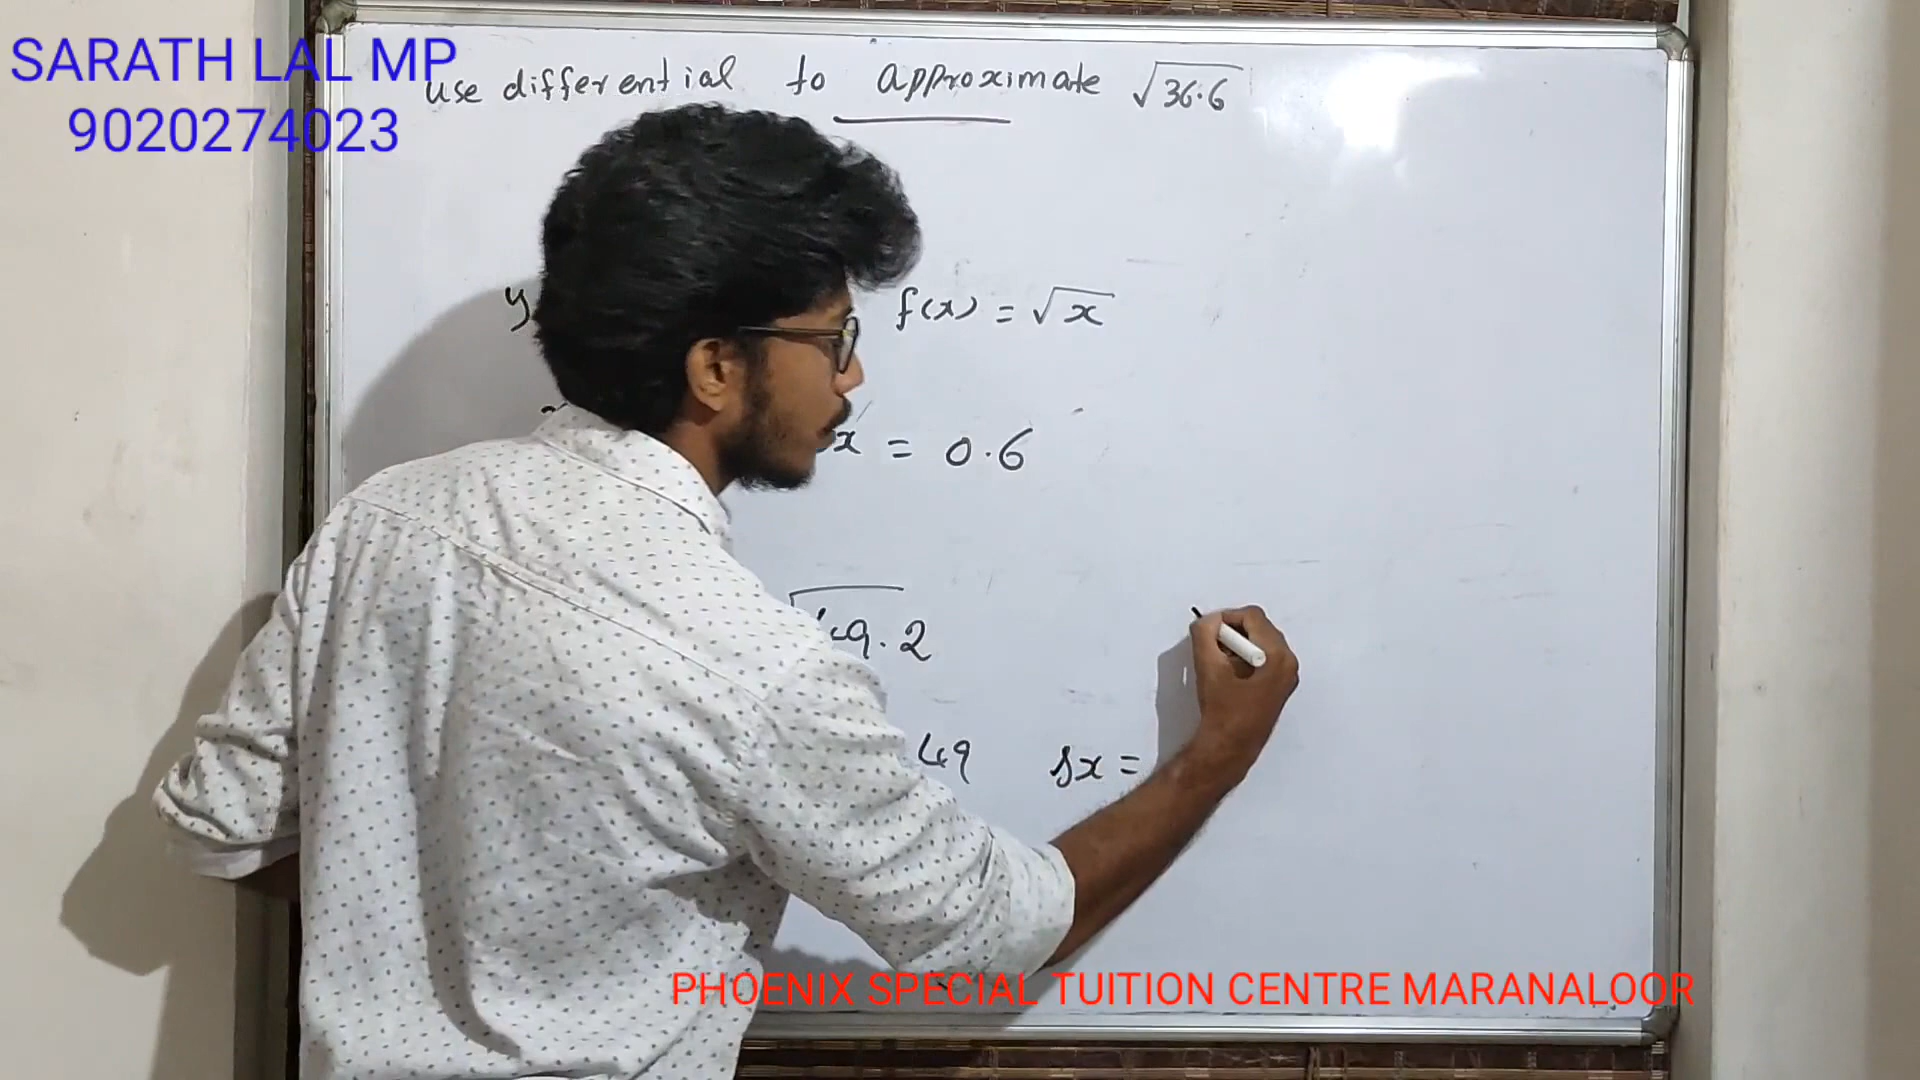 SARATH LAL MP
9020274023
use differential to approximate √36.6
y f(x) = √x
x = 0.6
√49.2
49 δx =
PHOENIX SPECIAL TUITION CENTRE MARANALOOR